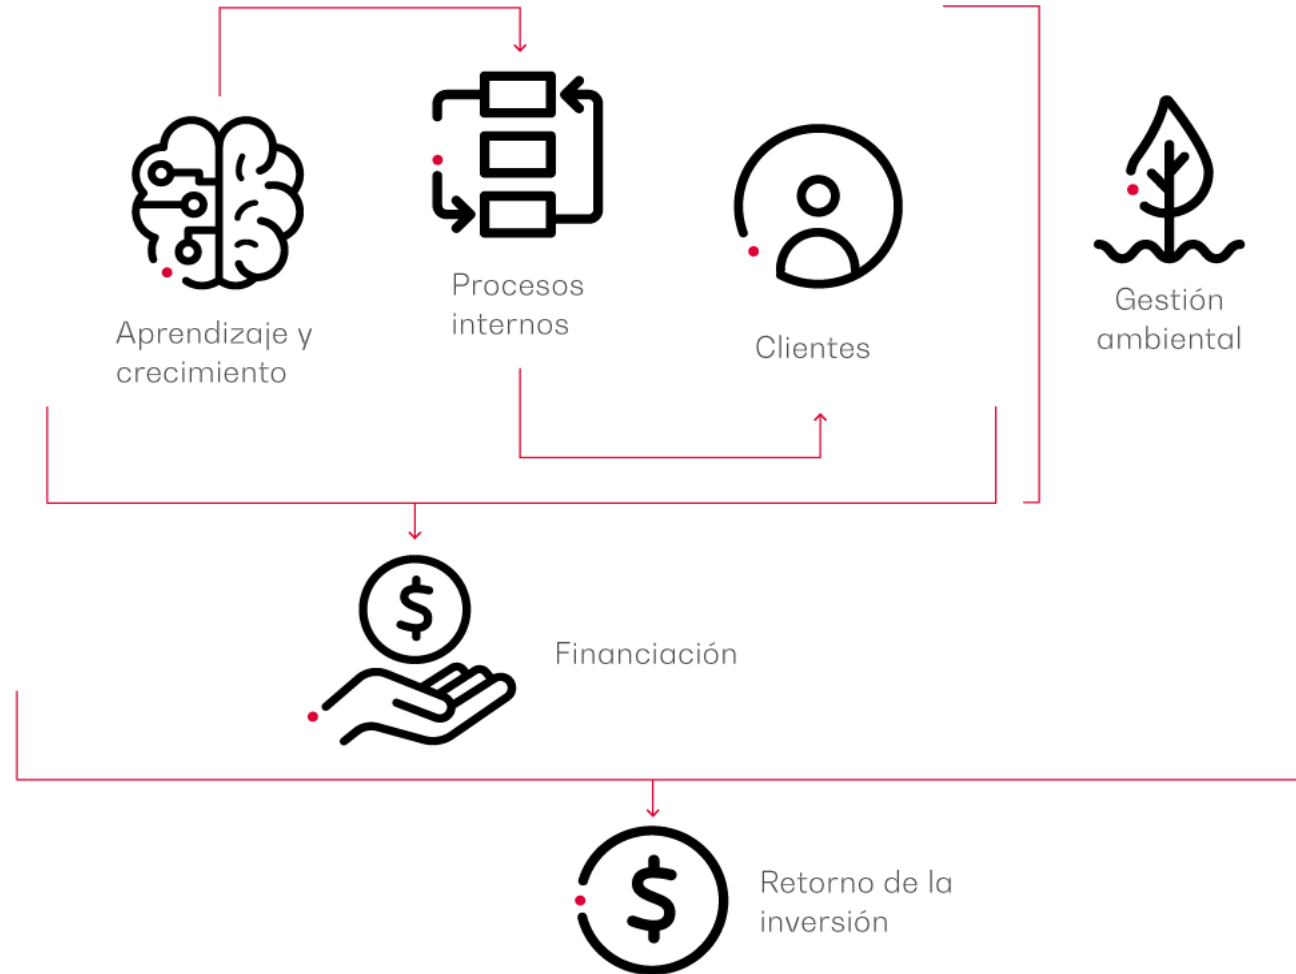 Aprendizaje y
crecimiento
Procesos
internos
Clientes
Gestión
ambiental
$
Financiación
$
Retorno de la
inversión